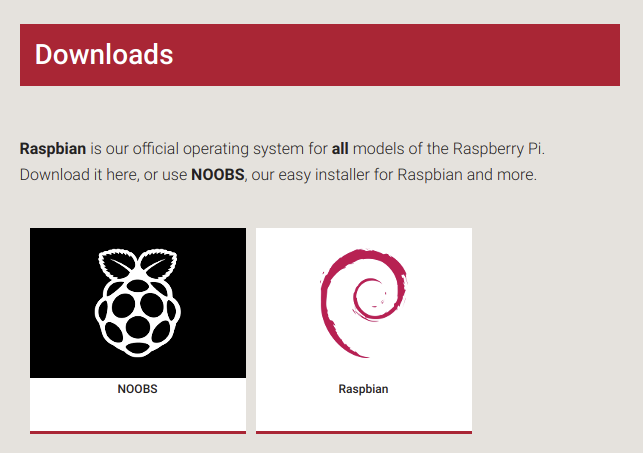 Downloads
Raspbian is our official operating system for all models of the Raspberry Pi.
Download it here, or use NOOBS, our easy installer for Raspbian and more.
NOOBS
Raspbian